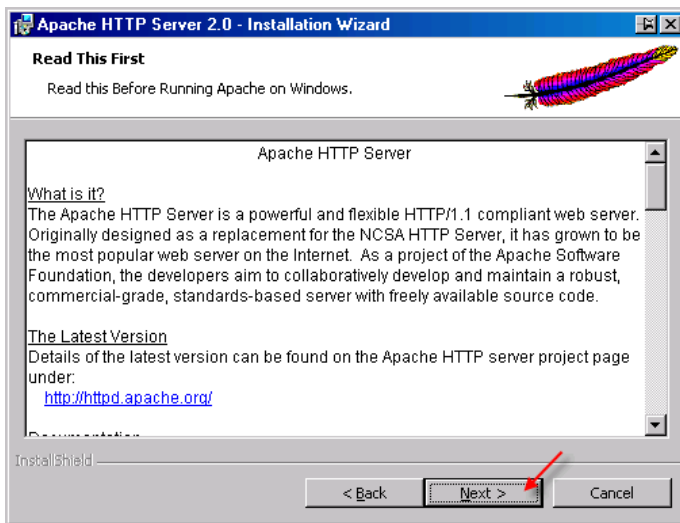 Apache HTTP Server 2.0 - Installation Wizard
Read This First
Read this Before Running Apache on Windows.
Apache HTTP Server
What is it?
The Apache HTTP Server is a powerful and flexible HTTP/1.1 compliant web server.
Originally designed as a replacement for the NCSA HTTP Server, it has grown to be
the most popular web server on the Internet.  As a project of the Apache Software
Foundation, the developers aim to collaboratively develop and maintain a robust,
commercial-grade, standards-based server with freely available source code.
The Latest Version
Details of the latest version can be found on the Apache HTTP server project page
under:
http://httpd.apache.org/
Documentation
InstallShield
< Back
Next >
Cancel